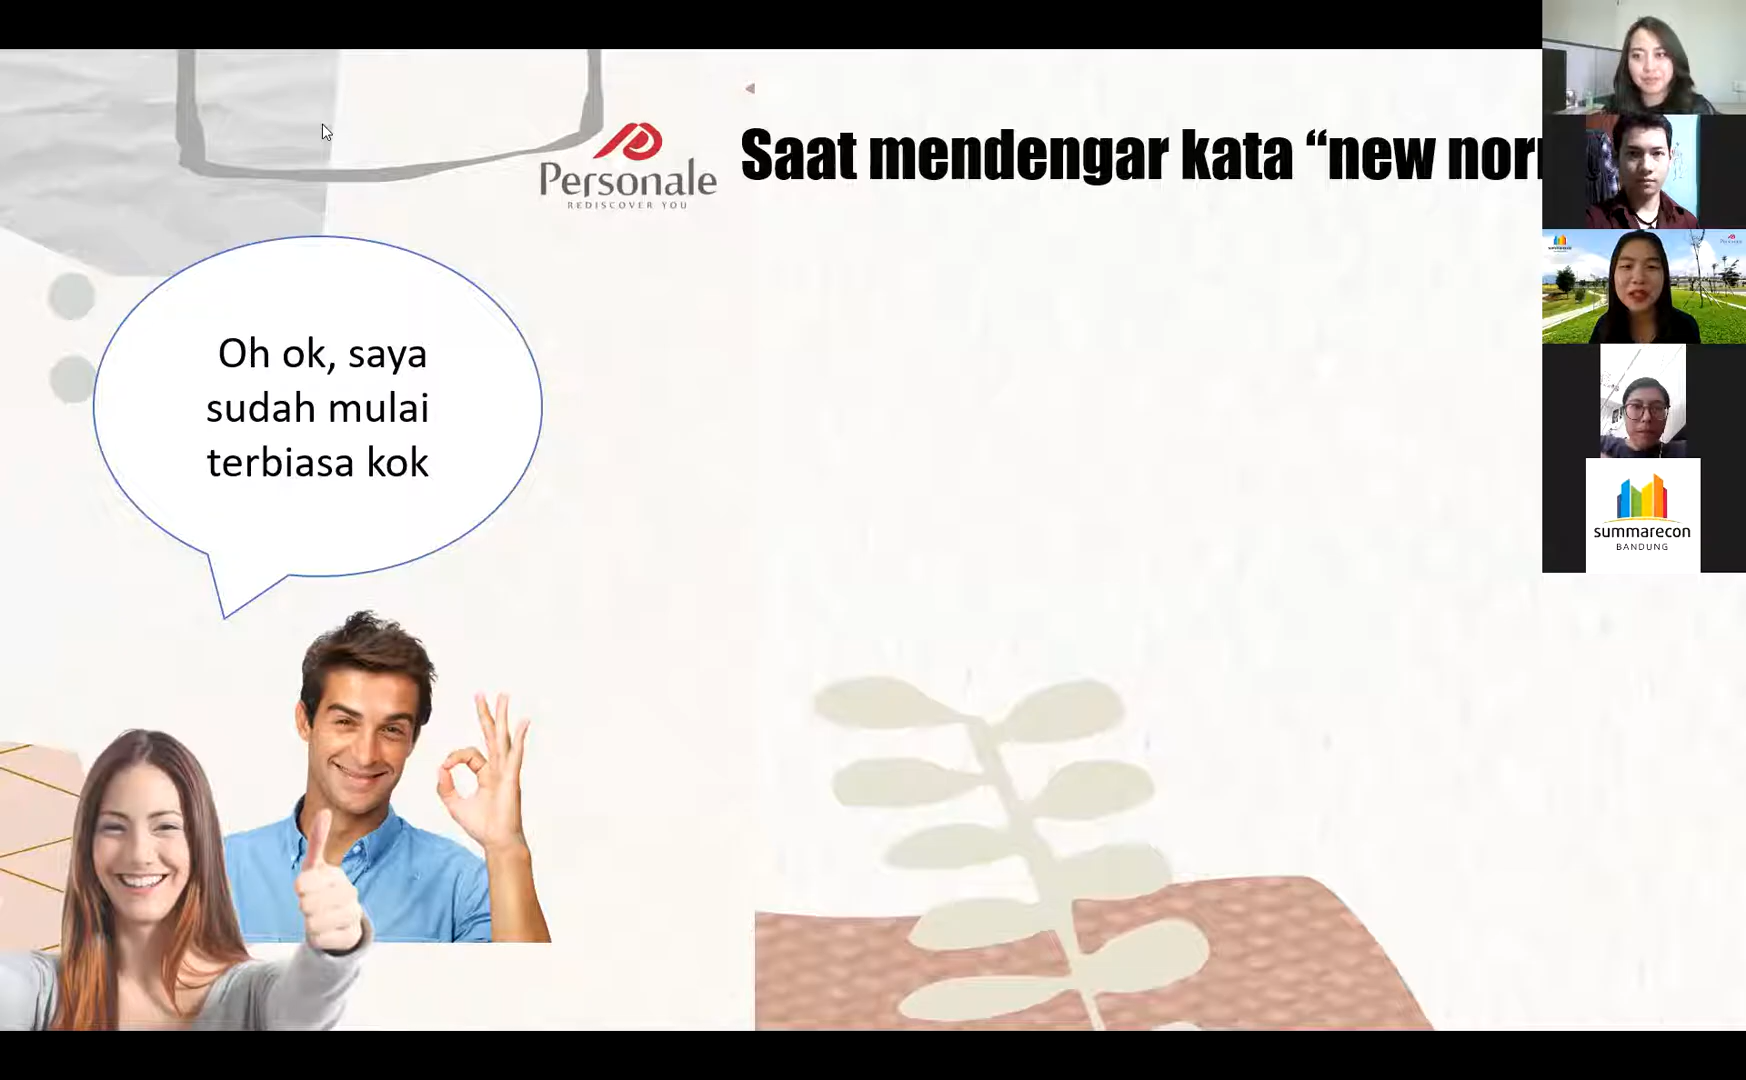 Personale
REDISCOVER YOU
Saat mendengar kata “new nor
Oh ok, saya
sudah mulai
terbiasa kok
summarecon
BANDUNG